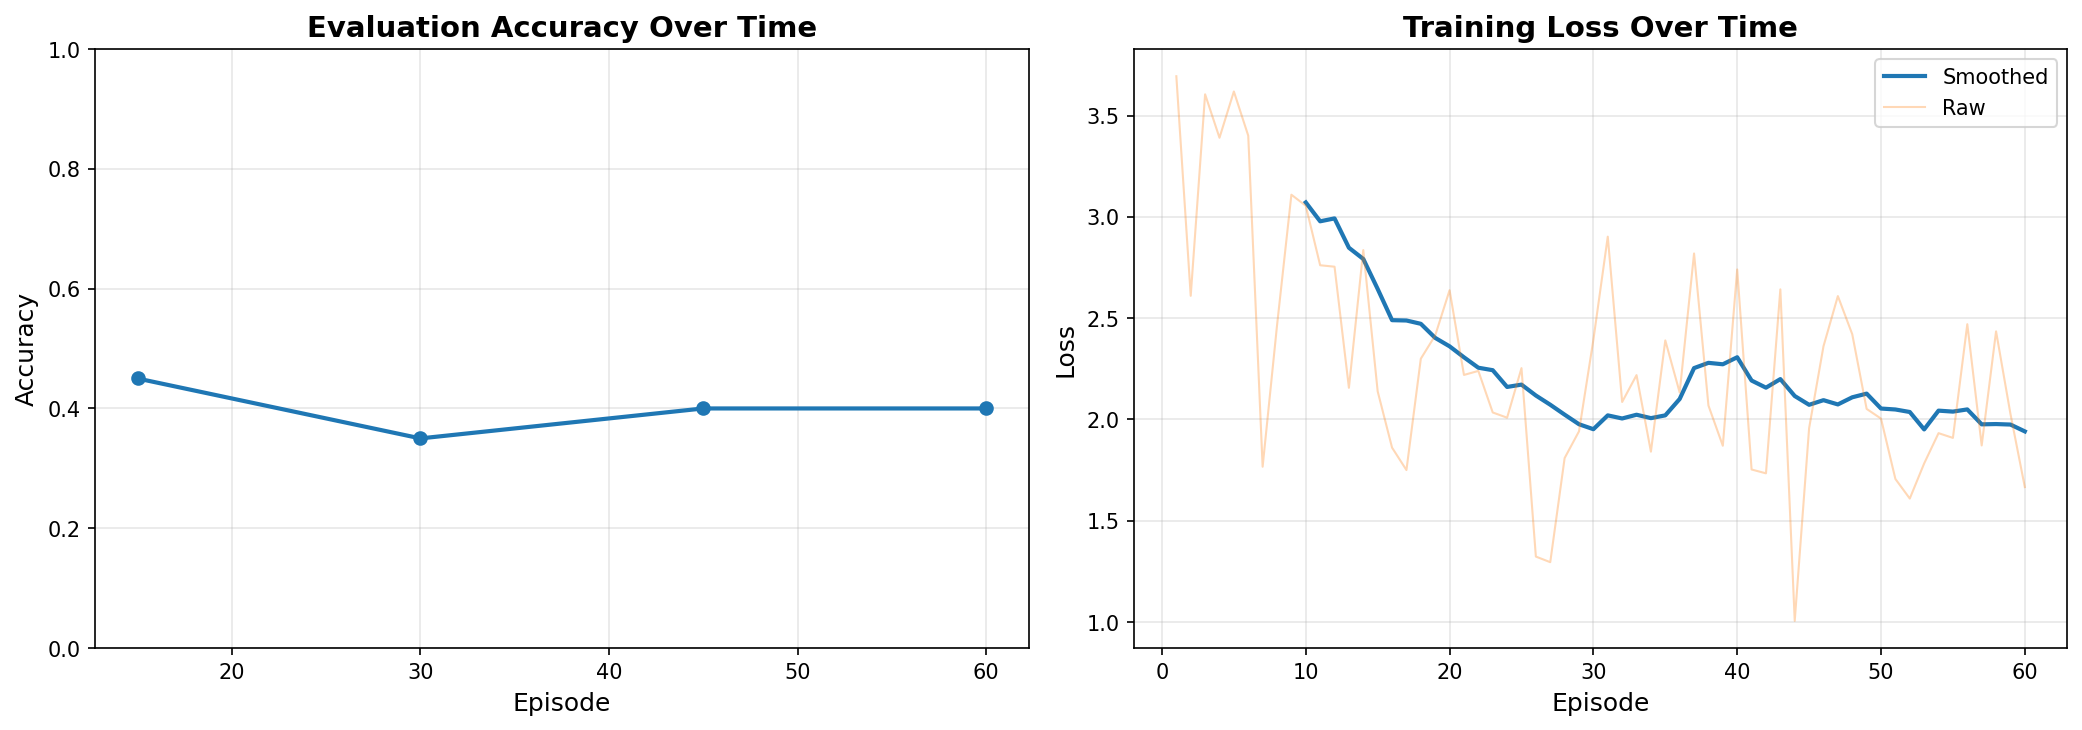 Evaluation Accuracy Over Time
1.0
0.8
0.6
0.4
0.2
0.0
Accuracy
20 30 40 50 60
Episode
Training Loss Over Time
Smoothed
Raw
3.5
3.0
2.5
2.0
1.5
1.0
Loss
0 10 20 30 40 50 60
Episode